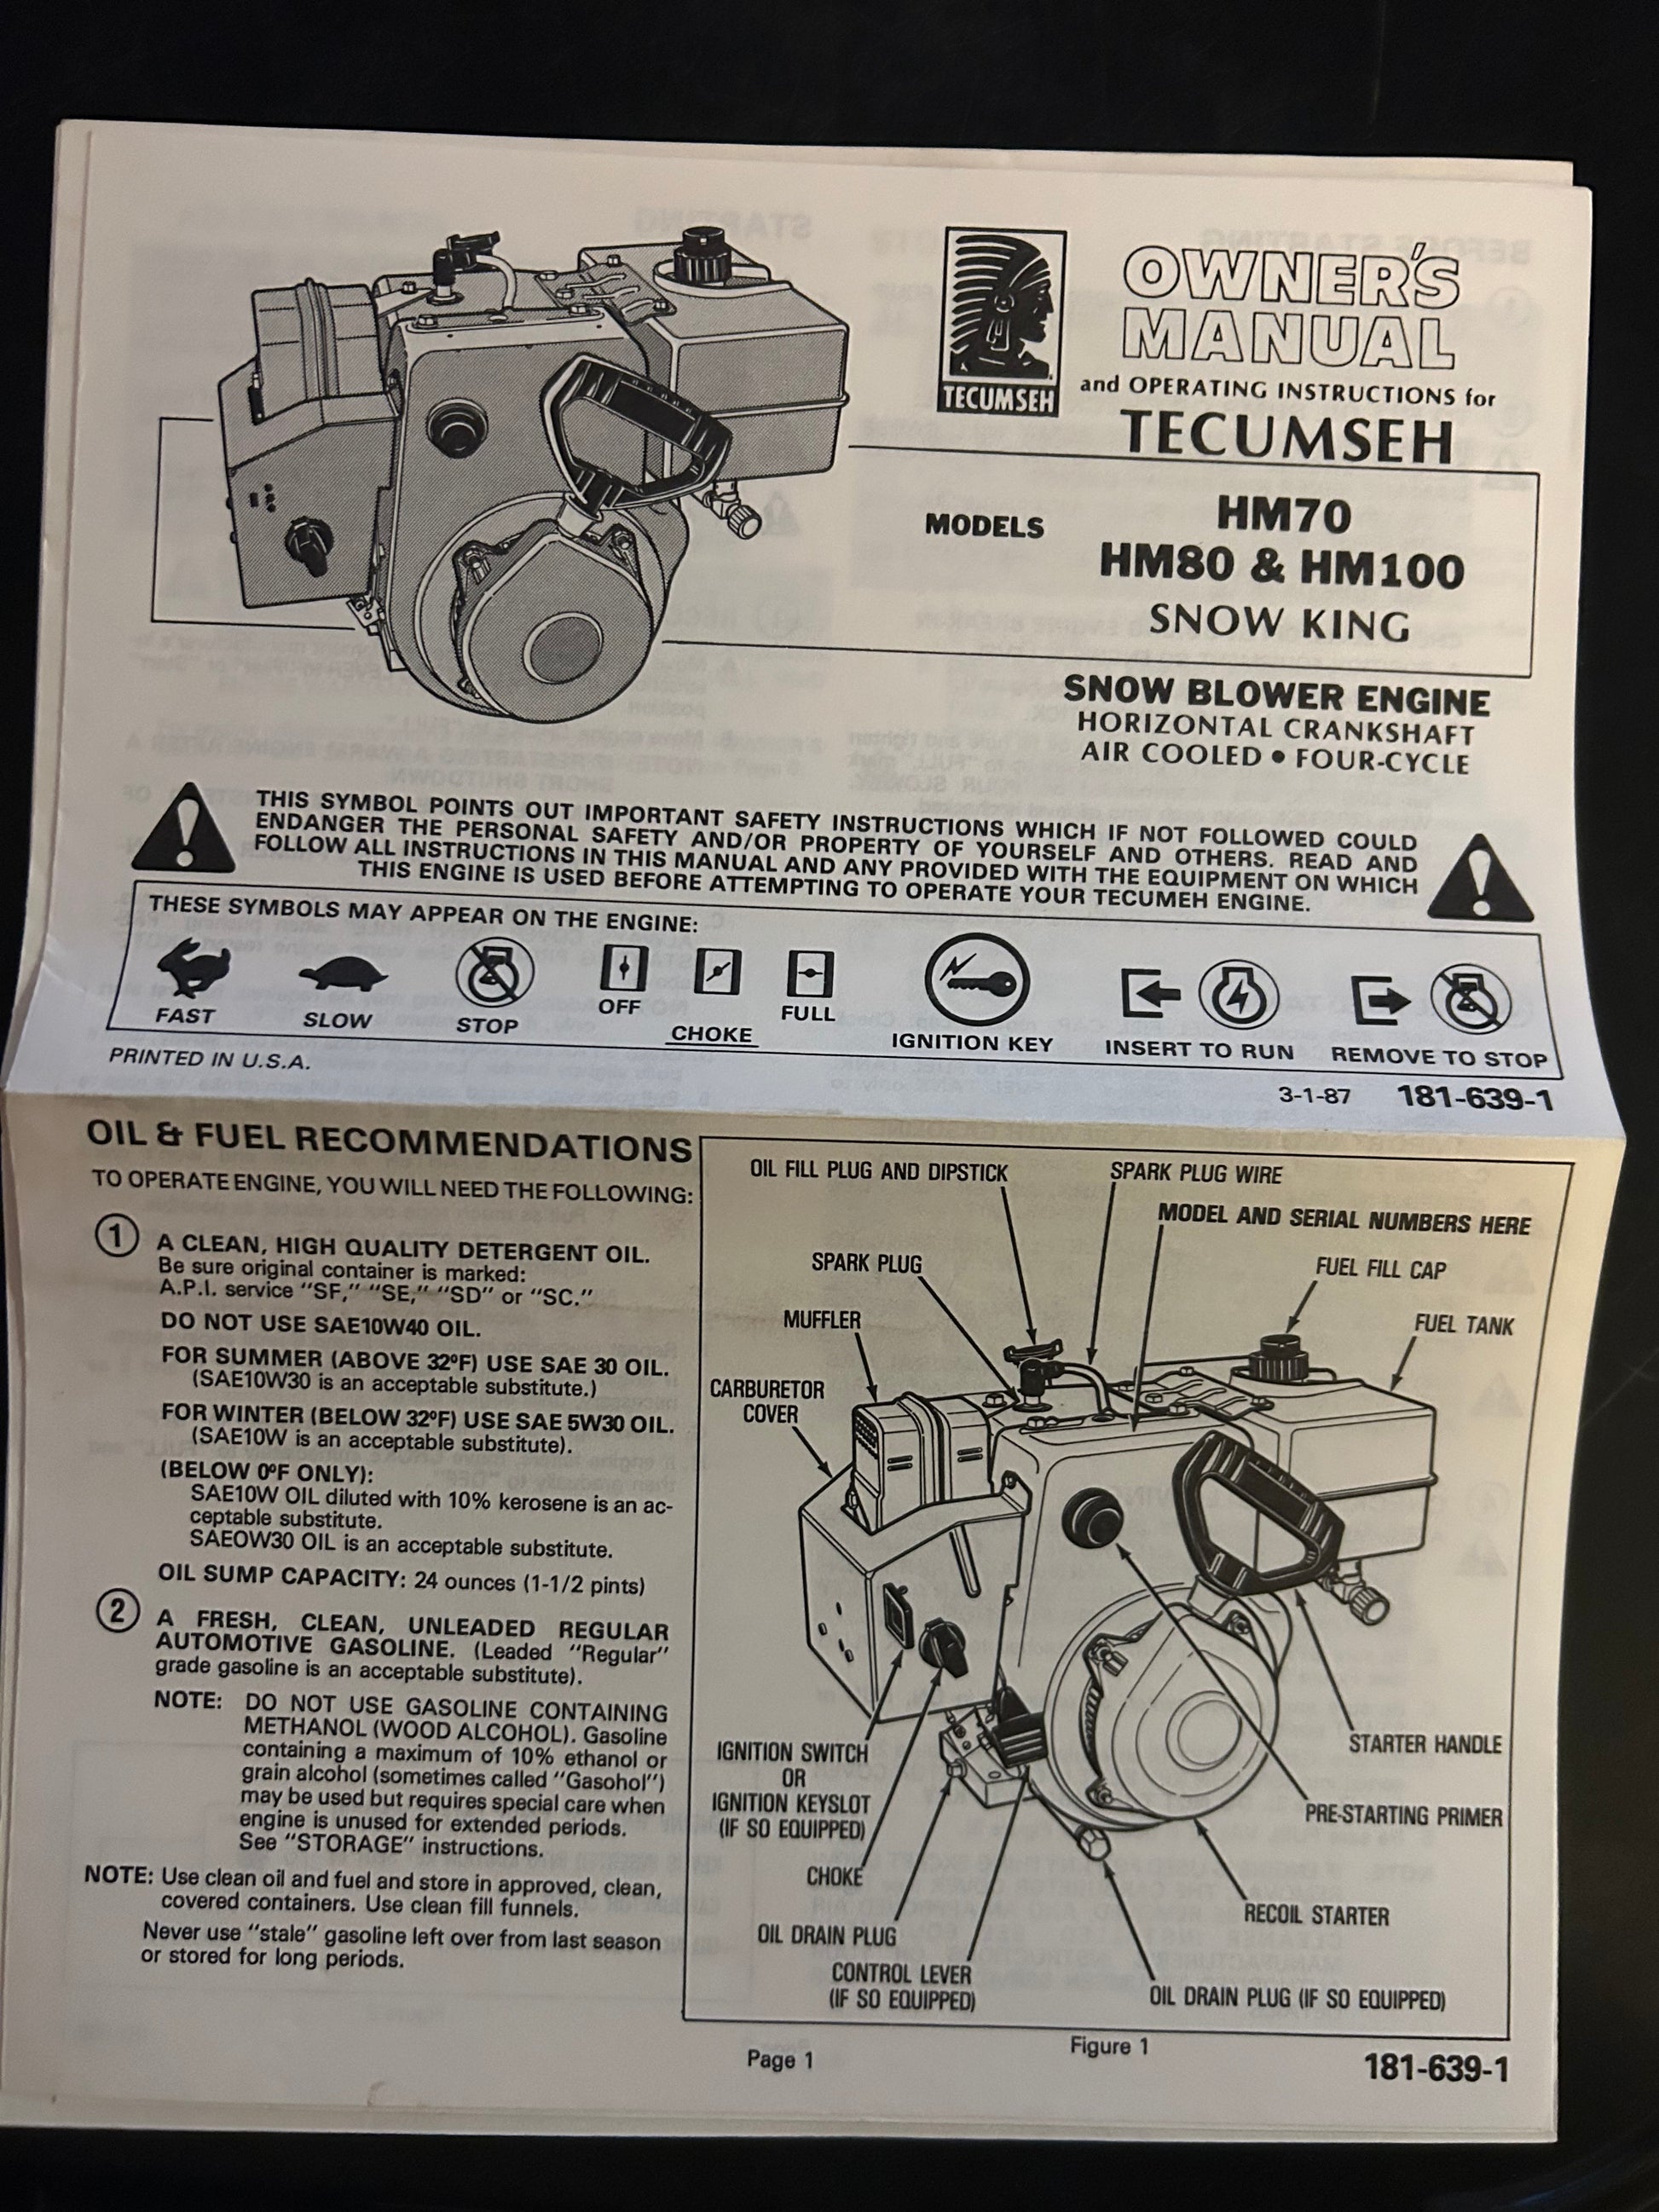 TECUMSEH
OWNER'S
MANUAL
and OPERATING INSTRUCTIONS for
TECUMSEH
MODELS
HM70
HM80 & HM100
SNOW KING
SNOW BLOWER ENGINE
HORIZONTAL CRANKSHAFT
AIR COOLED • FOUR-CYCLE
THIS SYMBOL POINTS OUT IMPORTANT SAFETY INSTRUCTIONS WHICH IF NOT FOLLOWED COULD
ENDANGER THE PERSONAL SAFETY AND/OR PROPERTY OF YOURSELF AND OTHERS. READ AND
FOLLOW ALL INSTRUCTIONS IN THIS MANUAL AND ANY PROVIDED WITH THE EQUIPMENT ON WHICH
THIS ENGINE IS USED BEFORE ATTEMPTING TO OPERATE YOUR TECUMEH ENGINE.
THESE SYMBOLS MAY APPEAR ON THE ENGINE:
FAST
SLOW
STOP
OFF
CHOKE
FULL
IGNITION KEY
INSERT TO RUN
REMOVE TO STOP
PRINTED IN U.S.A.
3-1-87 181-639-1
OIL & FUEL RECOMMENDATIONS
TO OPERATE ENGINE, YOU WILL NEED THE FOLLOWING:
1 A CLEAN, HIGH QUALITY DETERGENT OIL.
Be sure original container is marked:
A.P.I. service "SF," "SE," "SD" or "SC."
DO NOT USE SAE10W40 OIL.
FOR SUMMER (ABOVE 32ºF) USE SAE 30 OIL.
(SAE10W30 is an acceptable substitute.)
FOR WINTER (BELOW 32ºF) USE SAE 5W30 OIL.
(SAE10W is an acceptable substitute).
(BELOW 0ºF ONLY):
SAE10W OIL diluted with 10% kerosene is an ac-
ceptable substitute.
SAEOW30 OIL is an acceptable substitute.
OIL SUMP CAPACITY: 24 ounces (1-1/2 pints)
2 A FRESH, CLEAN, UNLEADED REGULAR
AUTOMOTIVE GASOLINE. (Leaded "Regular"
grade gasoline is an acceptable substitute).
NOTE: DO NOT USE GASOLINE CONTAINING
METHANOL (WOOD ALCOHOL). Gasoline
containing a maximum of 10% ethanol or
grain alcohol (sometimes called "Gasohol")
may be used but requires special care when
engine is unused for extended periods.
See "STORAGE" instructions.
NOTE: Use clean oil and fuel and store in approved, clean,
covered containers. Use clean fill funnels.
Never use "stale" gasoline left over from last season
or stored for long periods.
OIL FILL PLUG AND DIPSTICK
SPARK PLUG WIRE
MODEL AND SERIAL NUMBERS HERE
SPARK PLUG
FUEL FILL CAP
MUFFLER
FUEL TANK
CARBURETOR
COVER
IGNITION SWITCH
OR
IGNITION KEYSLOT
(IF SO EQUIPPED)
STARTER HANDLE
PRE-STARTING PRIMER
CHOKE
RECOIL STARTER
OIL DRAIN PLUG
CONTROL LEVER
(IF SO EQUIPPED)
OIL DRAIN PLUG (IF SO EQUIPPED)
Figure 1
Page 1
181-639-1